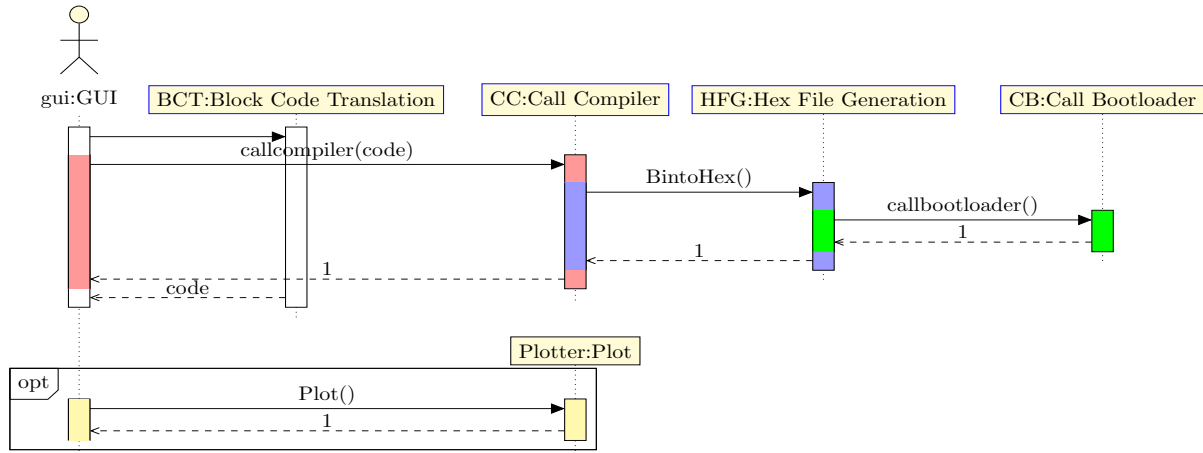 gui:GUI
BCT:Block Code Translation
CC:Call Compiler
HFG:Hex File Generation
CB:Call Bootloader
callcompiler(code)
BintoHex()
callbootloader()
1
1
1
code
Plotter:Plot
opt
Plot()
1